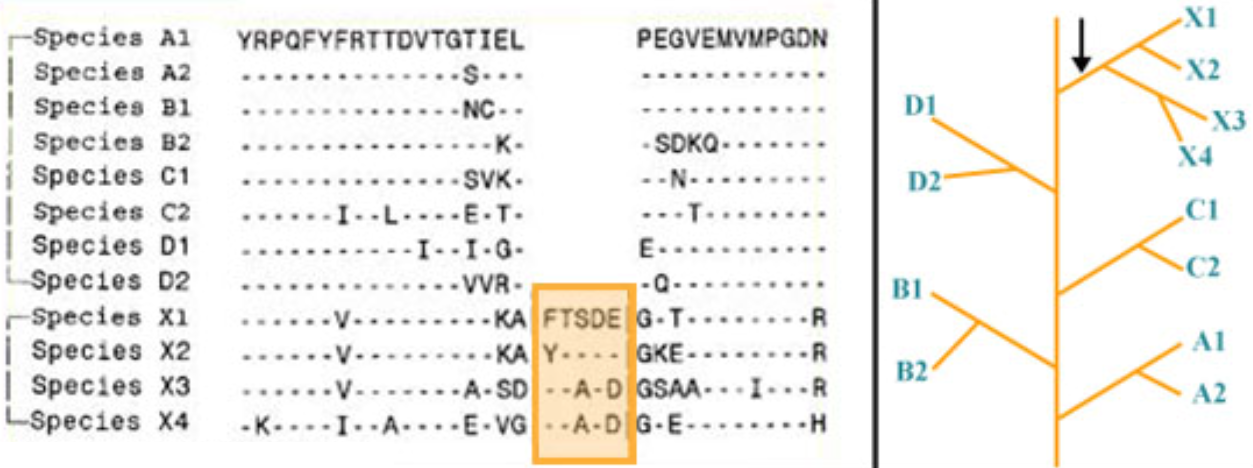 Species A1 YRPQFYFRTTDVTGTIEL PEGVEMVMPGDN
Species A2 --------------S--- ------------
Species B1 --------------NC-- ------------
Species B2 ----------------K- -SDKQ-------
Species C1 --------------SVK- --N---------
Species C2 ------I--L----E-T- ---T--------
Species D1 -----------I--I-G- E-----------
Species D2 --------------VVR- -Q----------
Species X1 ------V---------KA FTSDE G-T--------R
Species X2 ------V---------KA Y---- GKE--------R
Species X3 ------V-------A-SD --A-D GSAA---I---R
Species X4 -K----I--A----E-VG --A-D G-E--------H
X1
X2
X3
X4
D1
D2
C1
C2
B1
B2
A1
A2